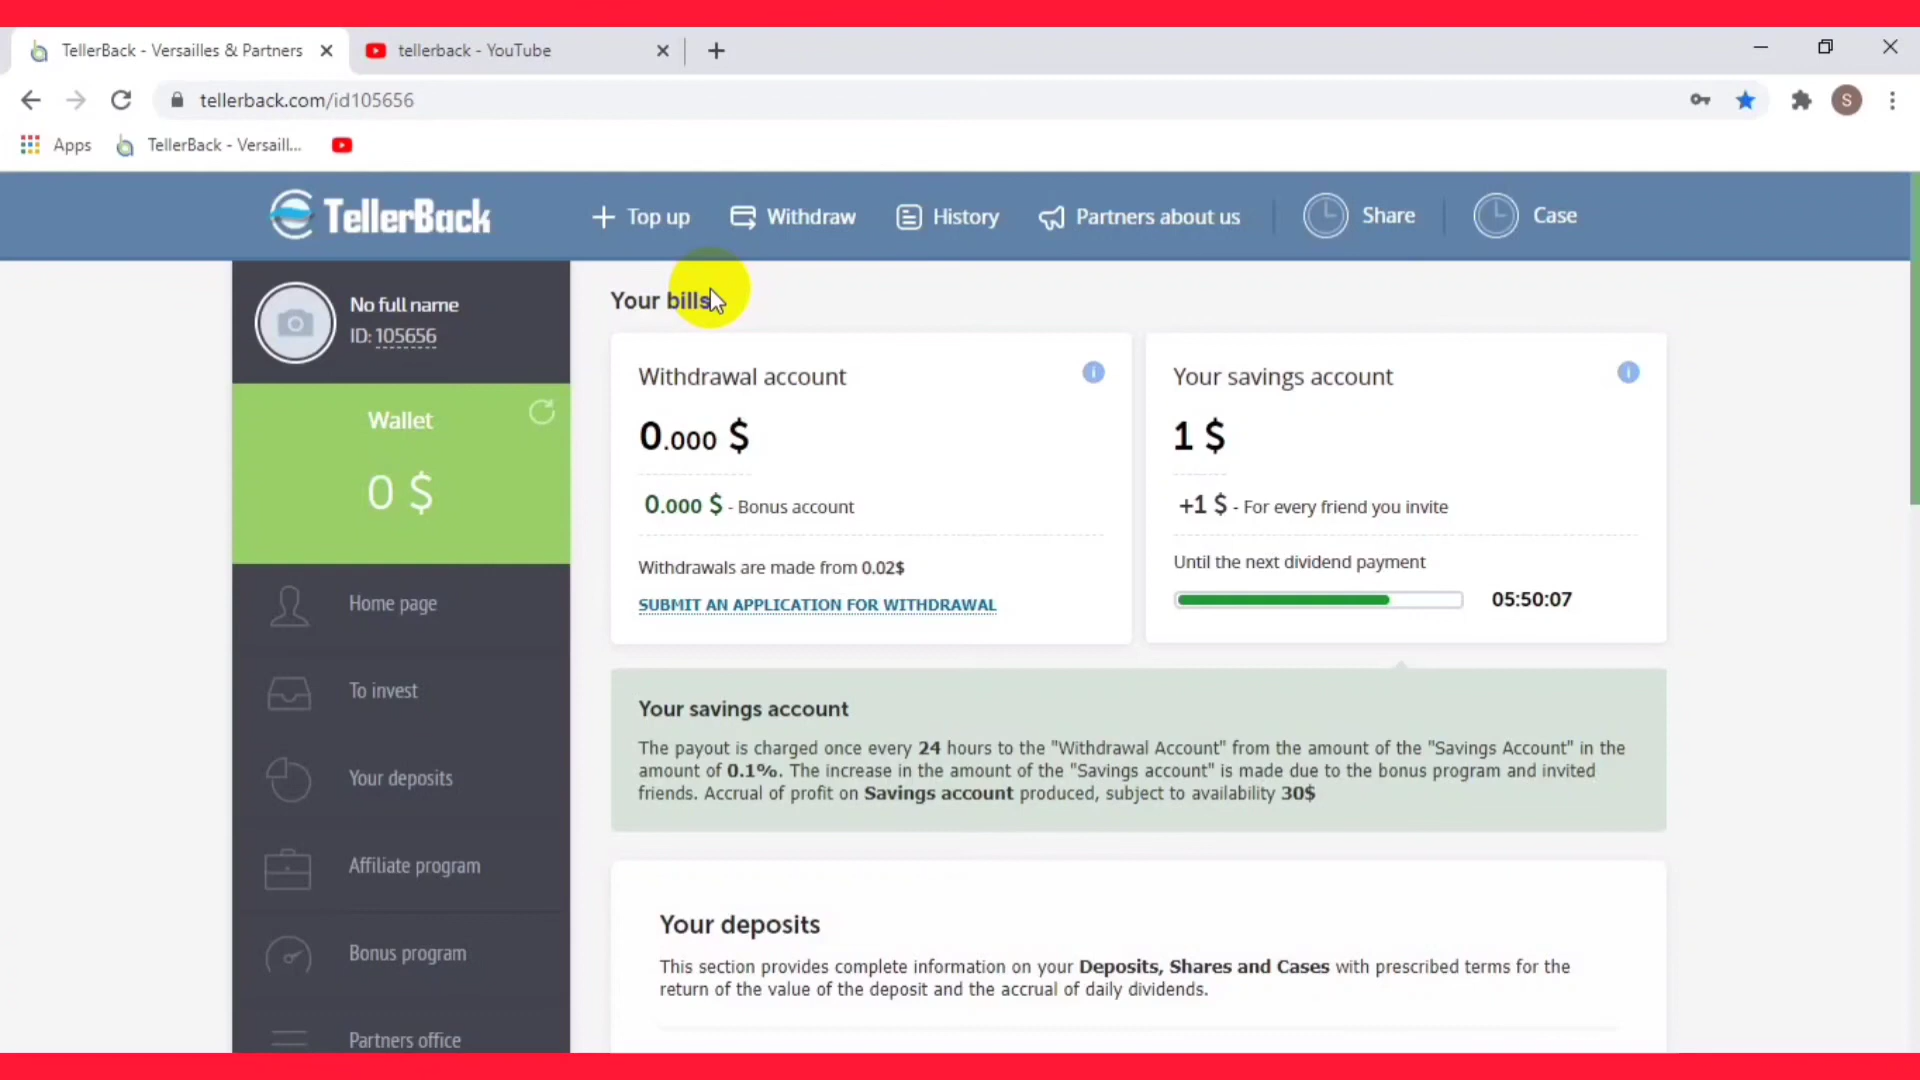 TellerBack - Versailles & Partners
tellerback - YouTube
tellerback.com/id105656
S
Apps
TellerBack - Versaill...
TellerBack
Top up
Withdraw
History
Partners about us
Share
Case
No full name
ID: 105656
Wallet
0 $
Home page
To invest
Your deposits
Affiliate program
Bonus program
Partners office
Your bills
Withdrawal account
0.000 $
0.000 $ - Bonus account
Withdrawals are made from 0.02$
SUBMIT AN APPLICATION FOR WITHDRAWAL
Your savings account
1 $
+1 $ - For every friend you invite
Until the next dividend payment
05:50:07
Your savings account
The payout is charged once every 24 hours to the "Withdrawal Account" from the amount of the "Savings Account" in the
amount of 0.1%. The increase in the amount of the "Savings account" is made due to the bonus program and invited
friends. Accrual of profit on Savings account produced, subject to availability 30$
Your deposits
This section provides complete information on your Deposits, Shares and Cases with prescribed terms for the
return of the value of the deposit and the accrual of daily dividends.